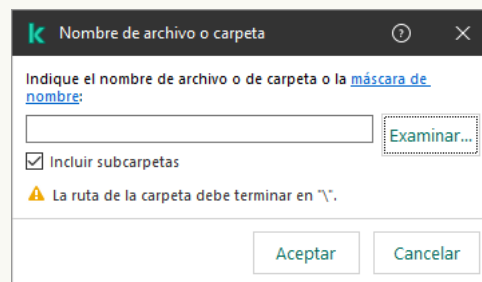 Nombre de archivo o carpeta
Indique el nombre de archivo o de carpeta o la máscara de
nombre:
Examinar...
Incluir subcarpetas
La ruta de la carpeta debe terminar en "\".
Aceptar
Cancelar